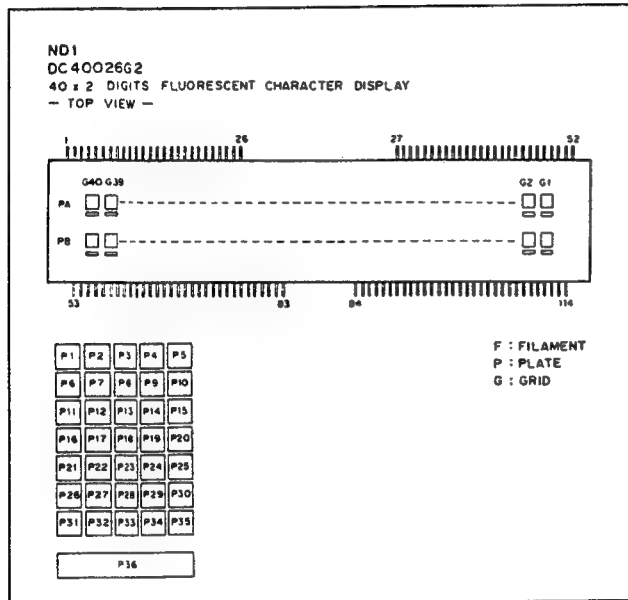 ND1
DC40026G2
40 x 2 DIGITS FLUORESCENT CHARACTER DISPLAY
— TOP VIEW —
1 26 27 52
G40 G39 G2 G1
PA
PB
53 83 84 114
P1 P2 P3 P4 P5
P6 P7 P8 P9 P10
P11 P12 P13 P14 P15
P16 P17 P18 P19 P20
P21 P22 P23 P24 P25
P26 P27 P28 P29 P30
P31 P32 P33 P34 P35
P36
F : FILAMENT
P : PLATE
G : GRID